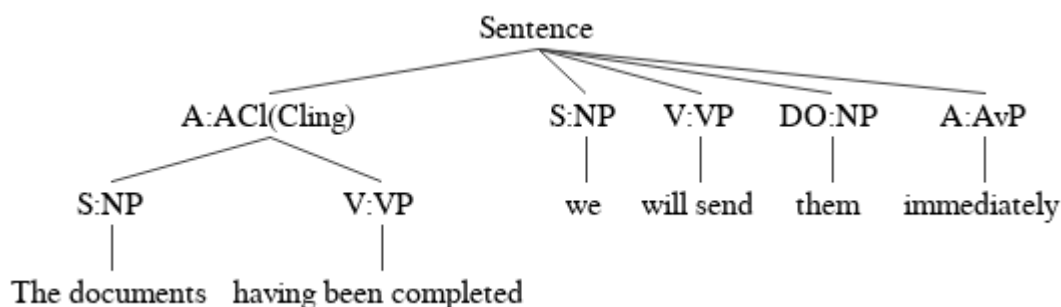 Sentence
A:ACl(Cling) S:NP V:VP DO:NP A:AvP
S:NP V:VP we will send them immediately
The documents having been completed